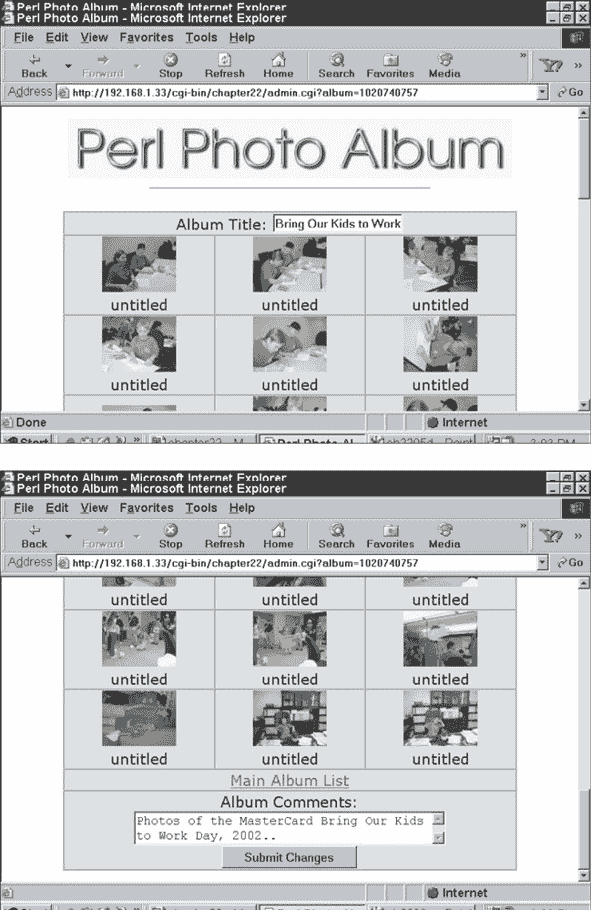 Perl Photo Album - Microsoft Internet Explorer
Perl Photo Album - Microsoft Internet Explorer
File Edit View Favorites Tools Help
Back Forward Stop Refresh Home Search Favorites Media
Address http://192.168.1.33/cgi-bin/chapter22/admin.cgi?album=1020740757 Go
Perl Photo Album
Album Title: Bring Our Kids to Work
untitled untitled untitled
untitled untitled untitled
Done Internet
Start
Perl Photo Album - Microsoft Internet Explorer
Perl Photo Album - Microsoft Internet Explorer
File Edit View Favorites Tools Help
Back Forward Stop Refresh Home Search Favorites Media
Address http://192.168.1.33/cgi-bin/chapter22/admin.cgi?album=1020740757 Go
untitled untitled untitled
untitled untitled untitled
untitled untitled untitled
Main Album List
Album Comments:
Photos of the MasterCard Bring Our Kids
to Work Day, 2002..
Submit Changes
Internet